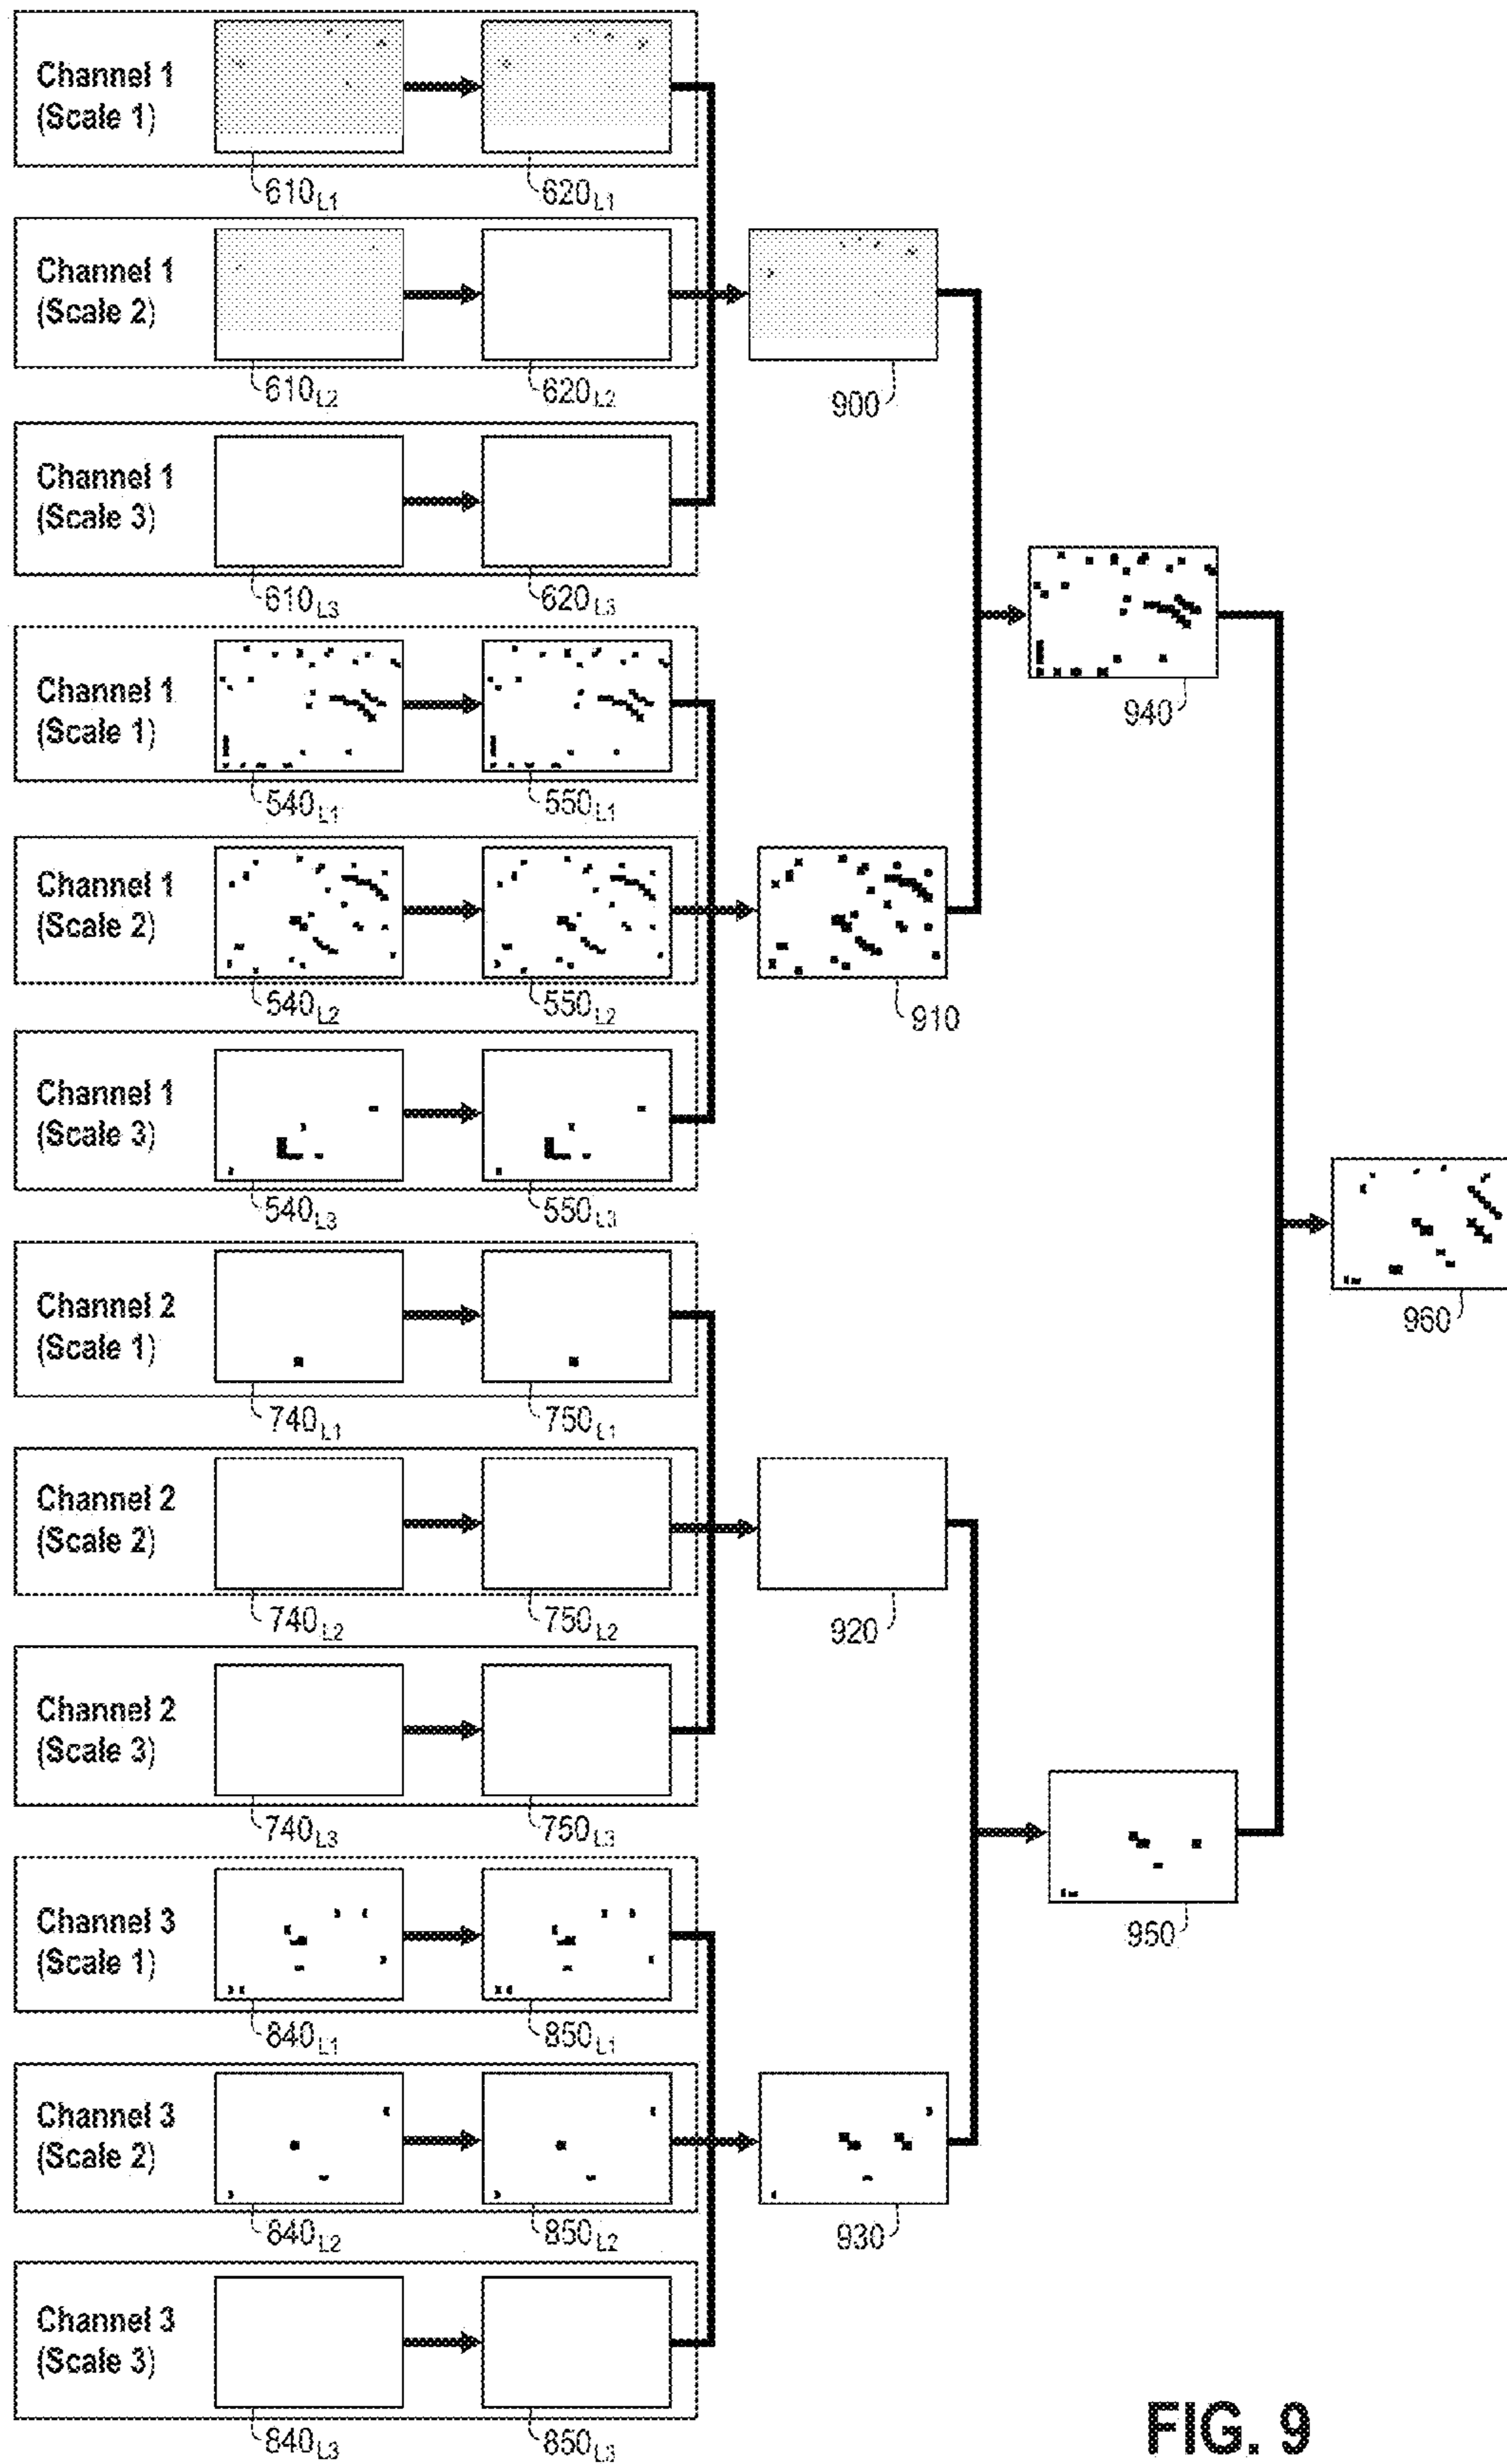 Channel 1
(Scale 1)
610L1
620L1
Channel 1
(Scale 2)
610L2
620L2
900
Channel 1
(Scale 3)
610L3
620L3
Channel 1
(Scale 1)
540L1
550L1
940
Channel 1
(Scale 2)
540L2
550L2
910
Channel 1
(Scale 3)
540L3
550L3
960
Channel 2
(Scale 1)
740L1
750L1
Channel 2
(Scale 2)
740L2
750L2
920
Channel 2
(Scale 3)
740L3
750L3
Channel 3
(Scale 1)
840L1
850L1
950
Channel 3
(Scale 2)
840L2
850L2
930
Channel 3
(Scale 3)
840L3
850L3
FIG. 9